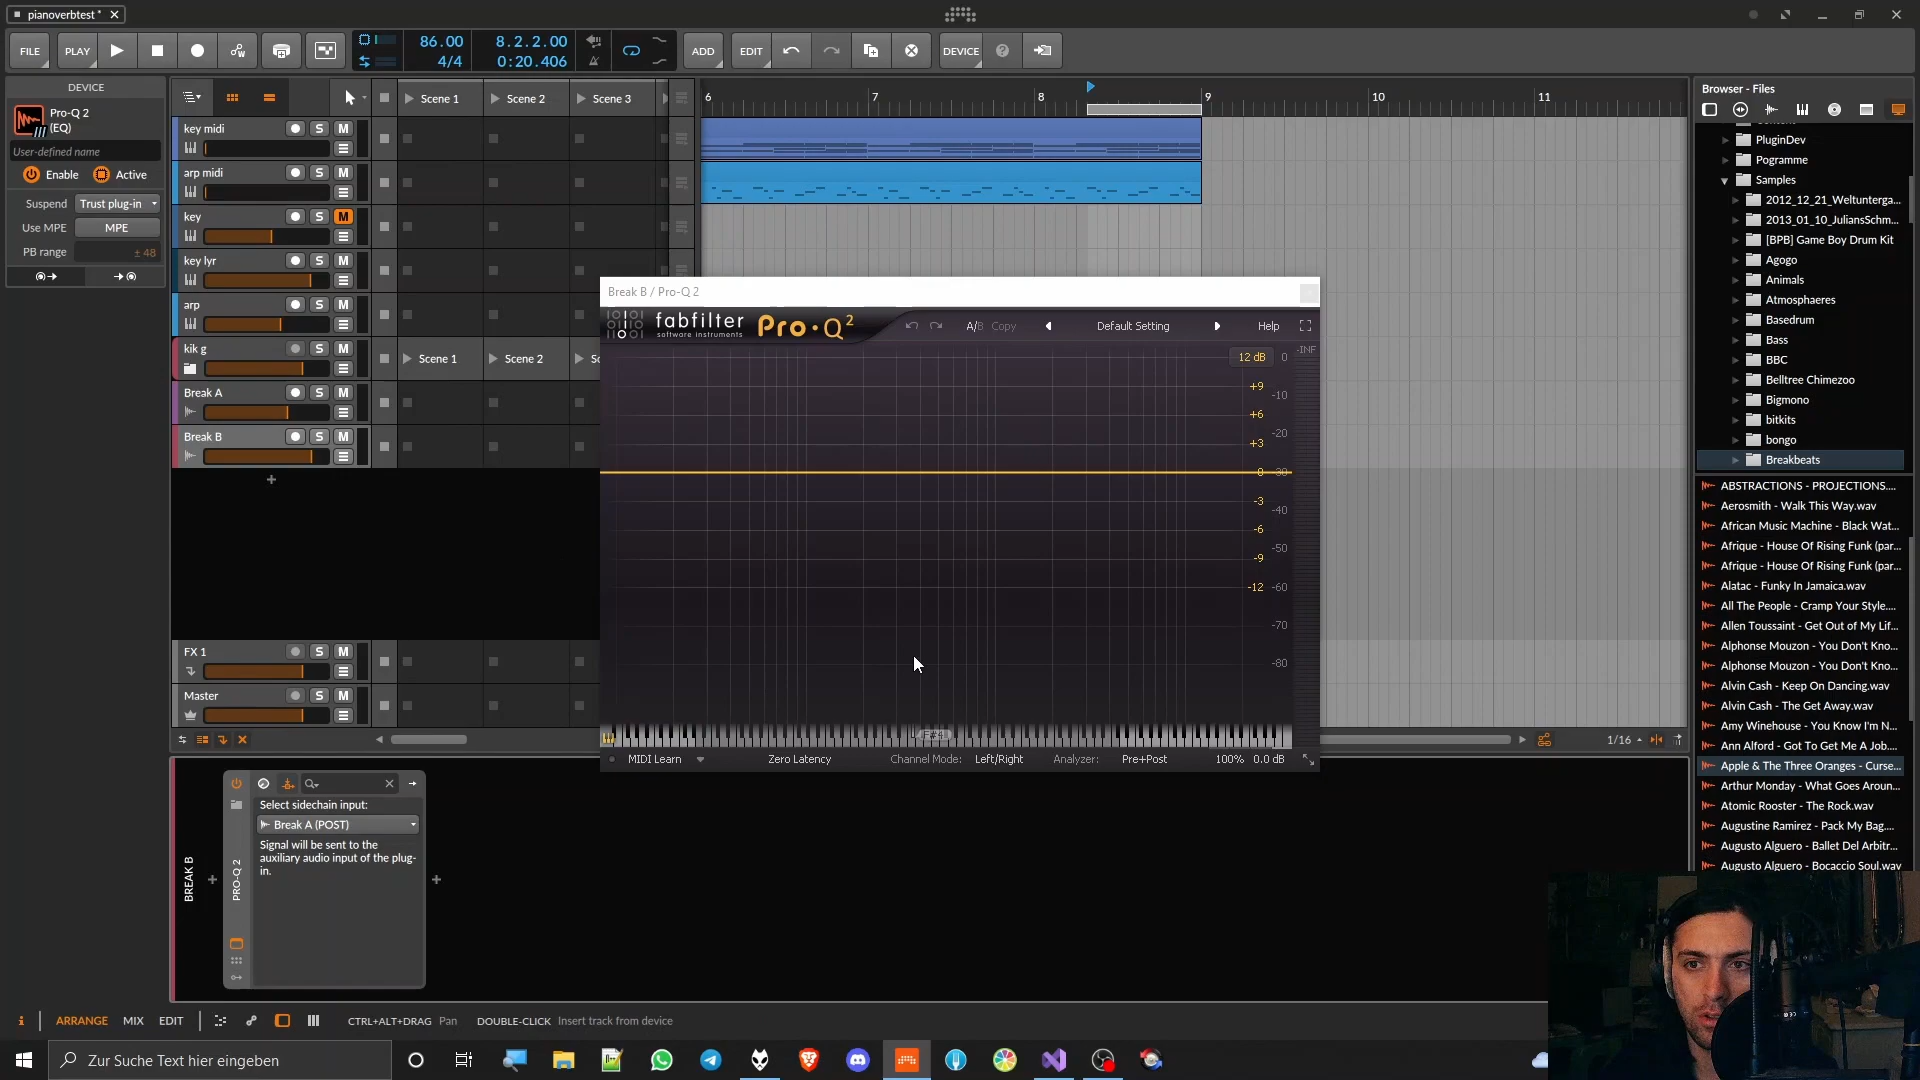 pianoverbtest *
FILE
PLAY
86.00
4/4
8.2.2.00
0:20.406
ADD
EDIT
DEVICE
DEVICE
Pro-Q 2
(EQ)
User-defined name
Enable
Active
Suspend
Trust plug-in
Use MPE
MPE
PB range
± 48
Scene 1
Scene 2
Scene 3
key midi
S M
arp midi
S M
key
S M
key lyr
S M
arp
S M
kik g
S M
Scene 1
Scene 2
Sc
Break A
S M
Break B
S M
FX 1
S M
Master
S M
6
7
8
9
10
11
1/16
Break B / Pro-Q 2
fabfilter
software instruments
Pro·Q²
A/B
Copy
Default Setting
Help
12 dB
0
-INF
+9
-10
+6
-20
+3
0
-30
-3
-40
-6
-50
-9
-12
-60
-70
-80
F#4
MIDI Learn
Zero Latency
Channel Mode:
Left/Right
Analyzer:
Pre+Post
100%
0.0 dB
Browser - Files
PluginDev
Pogramme
Samples
2012_12_21_Weltunterga...
2013_01_10_JuliansSchm...
[BPB] Game Boy Drum Kit
Agogo
Animals
Atmosphaeres
Basedrum
Bass
BBC
Belltree Chimezoo
Bigmono
bitkits
bongo
Breakbeats
ABSTRACTIONS - PROJECTIONS....
Aerosmith - Walk This Way.wav
African Music Machine - Black Wat...
Afrique - House Of Rising Funk (par...
Afrique - House Of Rising Funk (par...
Alatac - Funky In Jamaica.wav
All The People - Cramp Your Style....
Allen Toussaint - Get Out of My Lif...
Alphonse Mouzon - You Don't Kno...
Alphonse Mouzon - You Don't Kno...
Alvin Cash - Keep On Dancing.wav
Alvin Cash - The Get Away.wav
Amy Winehouse - You Know I'm N...
Ann Alford - Got To Get Me A Job....
Apple & The Three Oranges - Curse...
Arthur Monday - What Goes Aroun...
Atomic Rooster - The Rock.wav
Augustine Ramirez - Pack My Bag....
Augusto Alguero - Ballet Del Arbitr...
Augusto Alguero - Bocaccio Soul.wav
BREAK B
PRO-Q 2
Select sidechain input:
Break A (POST)
Signal will be sent to the
auxiliary audio input of the plug-
in.
i
ARRANGE
MIX
EDIT
CTRL+ALT+DRAG Pan
DOUBLE-CLICK Insert track from device
Zur Suche Text hier eingeben